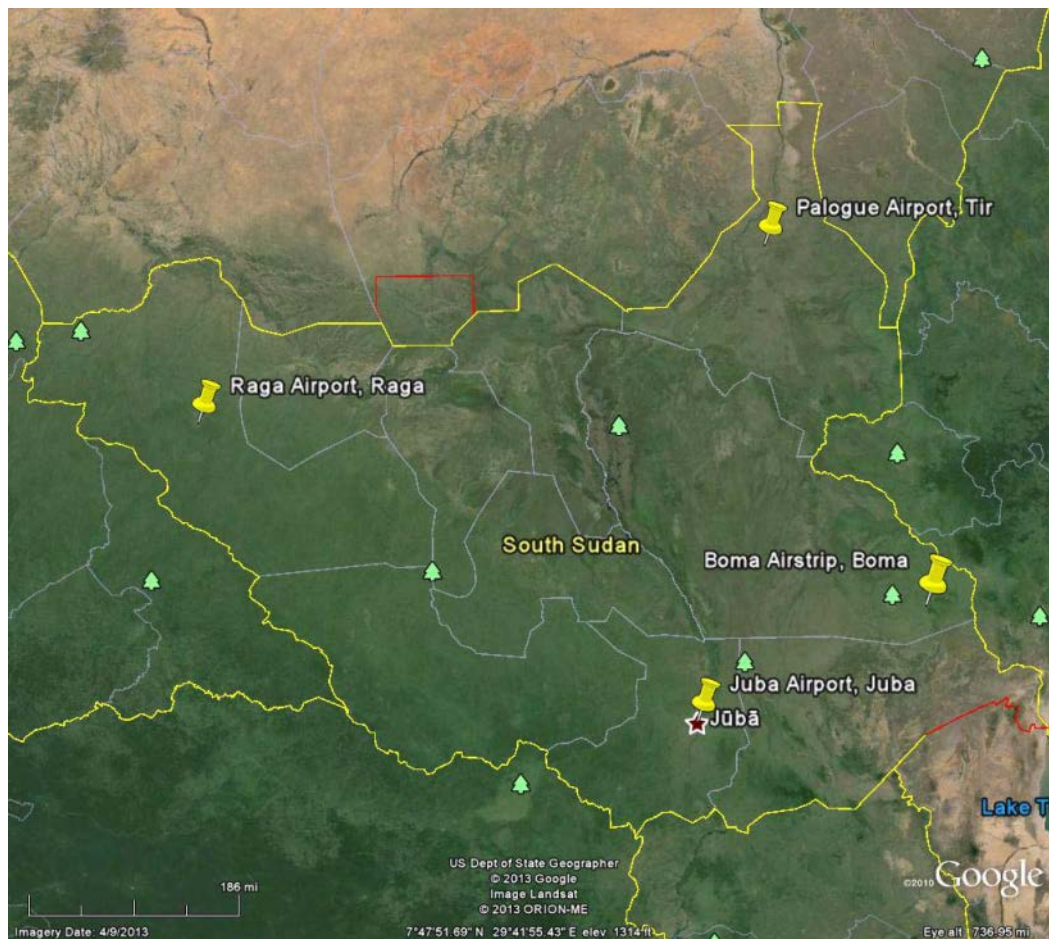 Palogue Airport, Tir
Raga Airport, Raga
South Sudan
Boma Airstrip, Boma
Juba Airport, Juba
Jūbā
Lake T
US Dept of State Geographer
© 2013 Google
Image Landsat
© 2013 ORION-ME
©2010 Google
186 mi
Imagery Date: 4/9/2013
7°47'51.69" N 29°41'55.43" E elev 1314 ft
Eye alt 736.95 mi